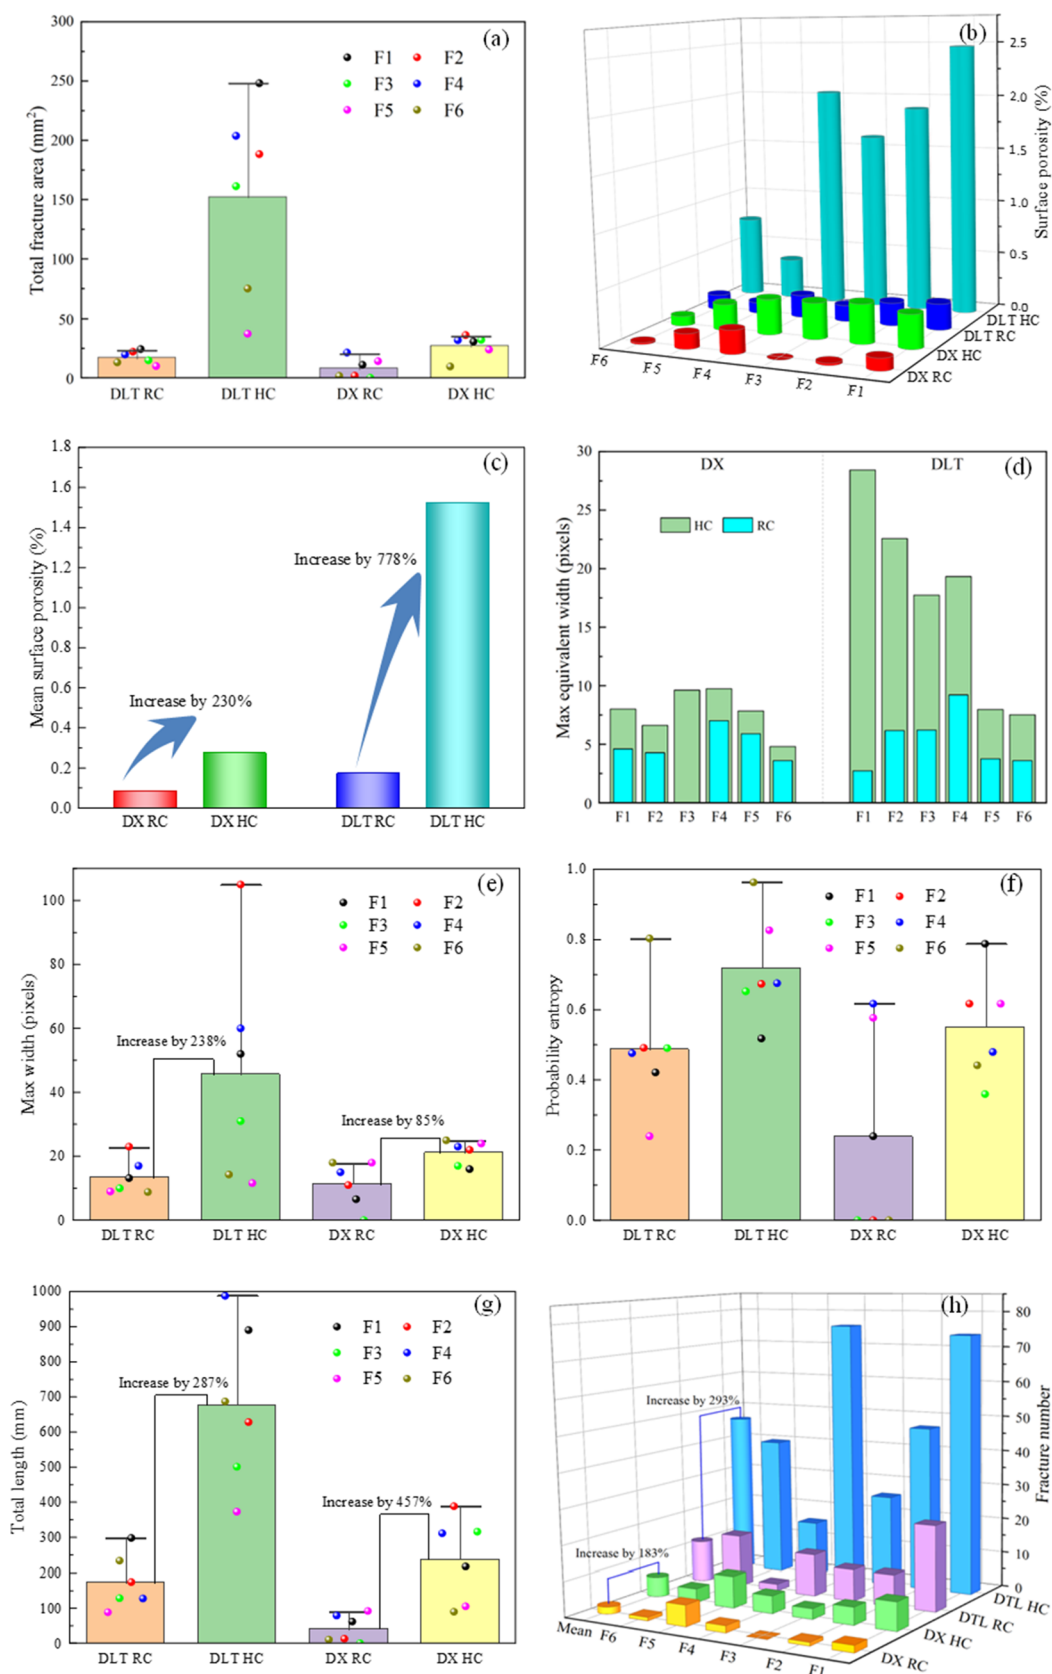 (a)
Total fracture area (mm²)
300
250
200
150
100
50
0
F1 F2
F3 F4
F5 F6
DLT RC DLT HC DX RC DX HC
(b)
Surface porosity (%)
2.5
2.0
1.5
1.0
0.5
0.0
F6 F5 F4 F3 F2 F1
DLT HC
DLT RC
DX HC
DX RC
(c)
Mean surface porosity (%)
1.8
1.6
1.4
1.2
1.0
0.8
0.6
0.4
0.2
0.0
Increase by 778%
Increase by 230%
DX RC DX HC DLT RC DLT HC
(d)
Max equivalent width (pixels)
30
25
20
15
10
5
0
DX DLT
HC RC
F1 F2 F3 F4 F5 F6 F1 F2 F3 F4 F5 F6
(e)
Max width (pixels)
100
80
60
40
20
0
F1 F2
F3 F4
F5 F6
Increase by 238%
Increase by 85%
DLT RC DLT HC DX RC DX HC
(f)
Probability entropy
1.0
0.8
0.6
0.4
0.2
0.0
F1 F2
F3 F4
F5 F6
DLT RC DLT HC DX RC DX HC
(g)
Total length (mm)
1000
900
800
700
600
500
400
300
200
100
0
F1 F2
F3 F4
F5 F6
Increase by 287%
Increase by 457%
DLT RC DLT HC DX RC DX HC
(h)
Fracture number
80
70
60
50
40
30
20
10
0
Increase by 293%
Increase by 183%
Mean F6 F5 F4 F3 F2 F1
DTL HC
DTL RC
DX HC
DX RC